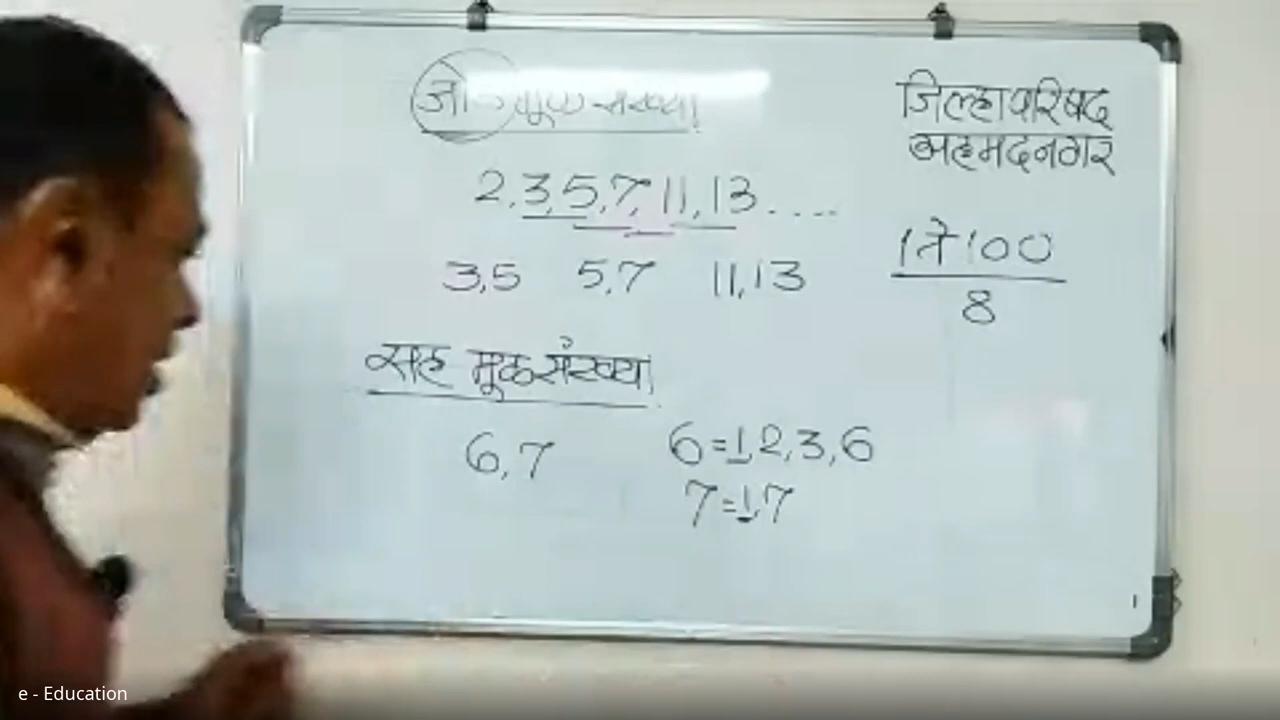 जोड मूळ संख्या
जिल्हा परिषद
अहमदनगर
2,3,5,7,11,13.....
1 ते 100
8
3,5 5,7 11,13
सह मूळ संख्या
6,7 6=1,2,3,6
7=1,7
e - Education